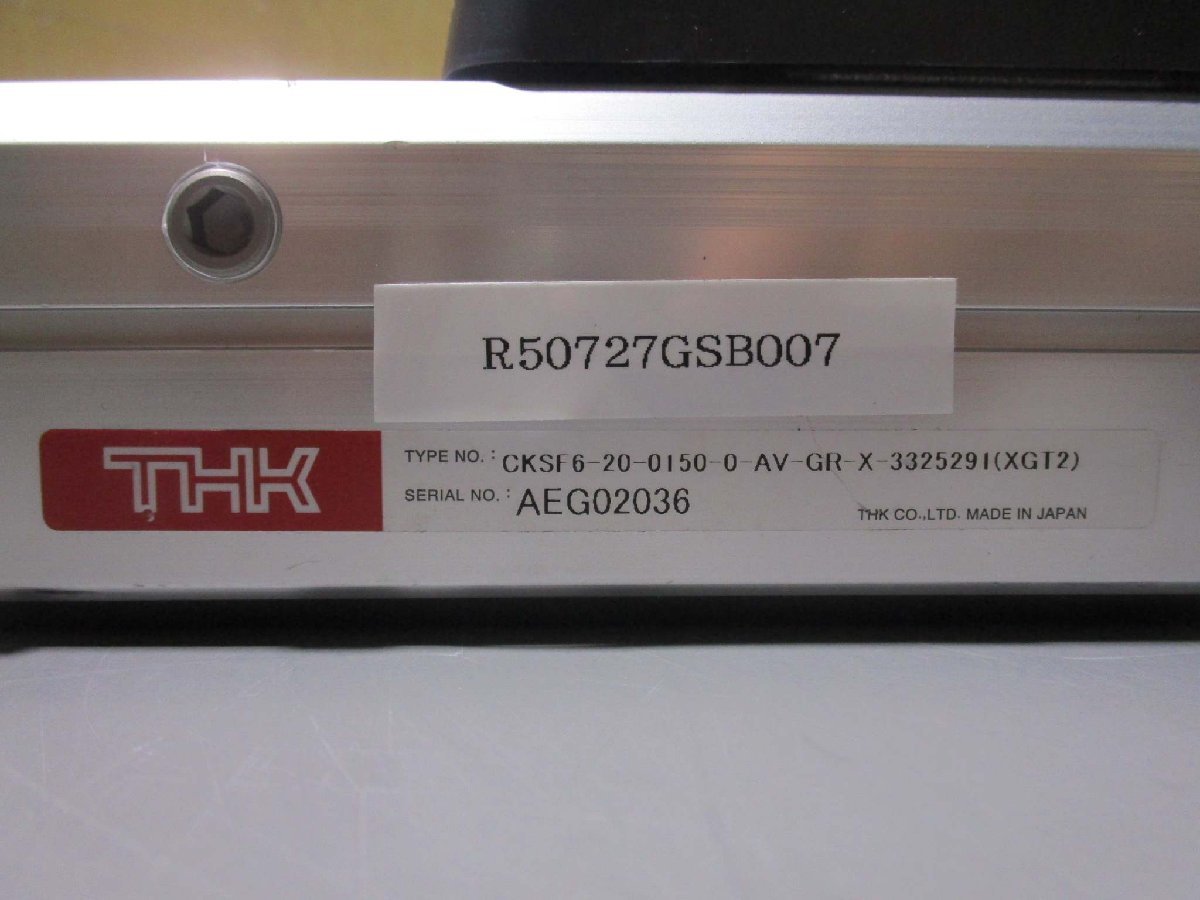 R50727GSB007
THK
TYPE NO.: CKSF6-20-0150-0-AV-GR-X-3325291(XGT2)
SERIAL NO.: AEG02036
THK CO.,LTD. MADE IN JAPAN